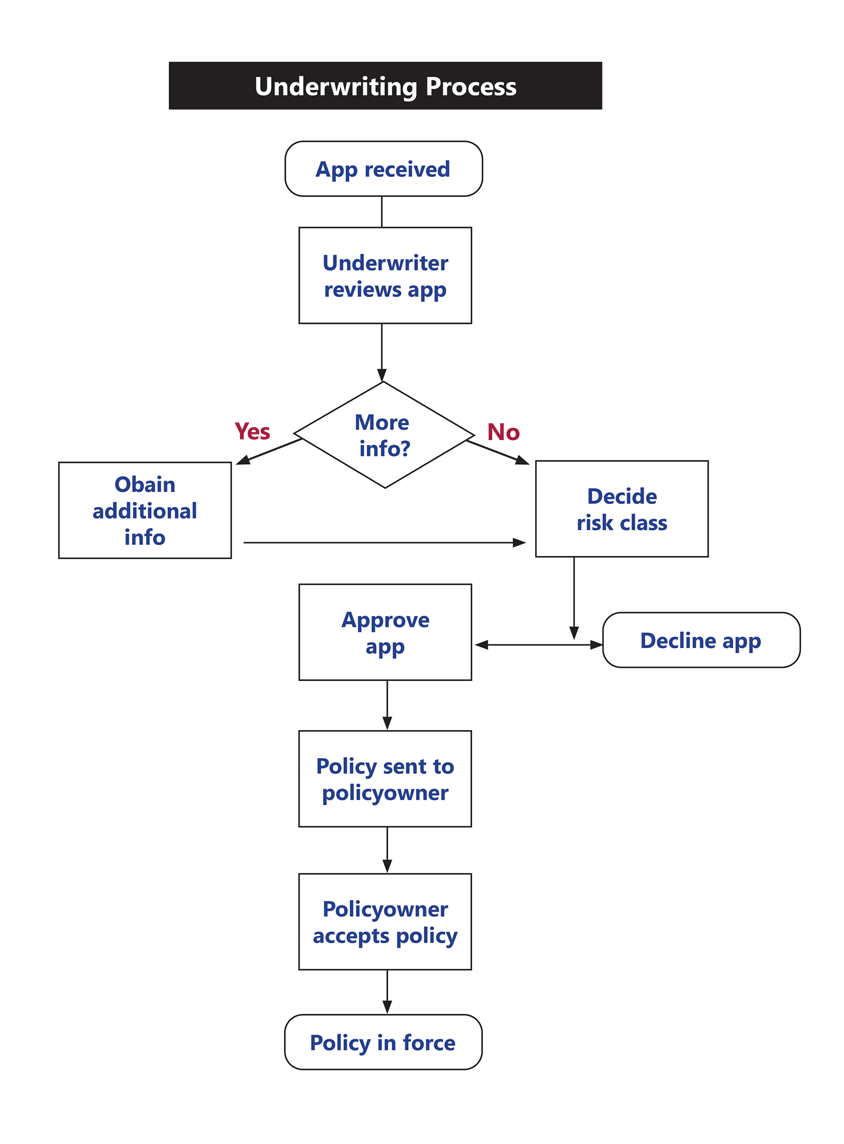 Underwriting Process
App received
Underwriter
reviews app
More
info?
Yes
No
Obain
additional
info
Decide
risk class
Approve
app
Decline app
Policy sent to
policyowner
Policyowner
accepts policy
Policy in force